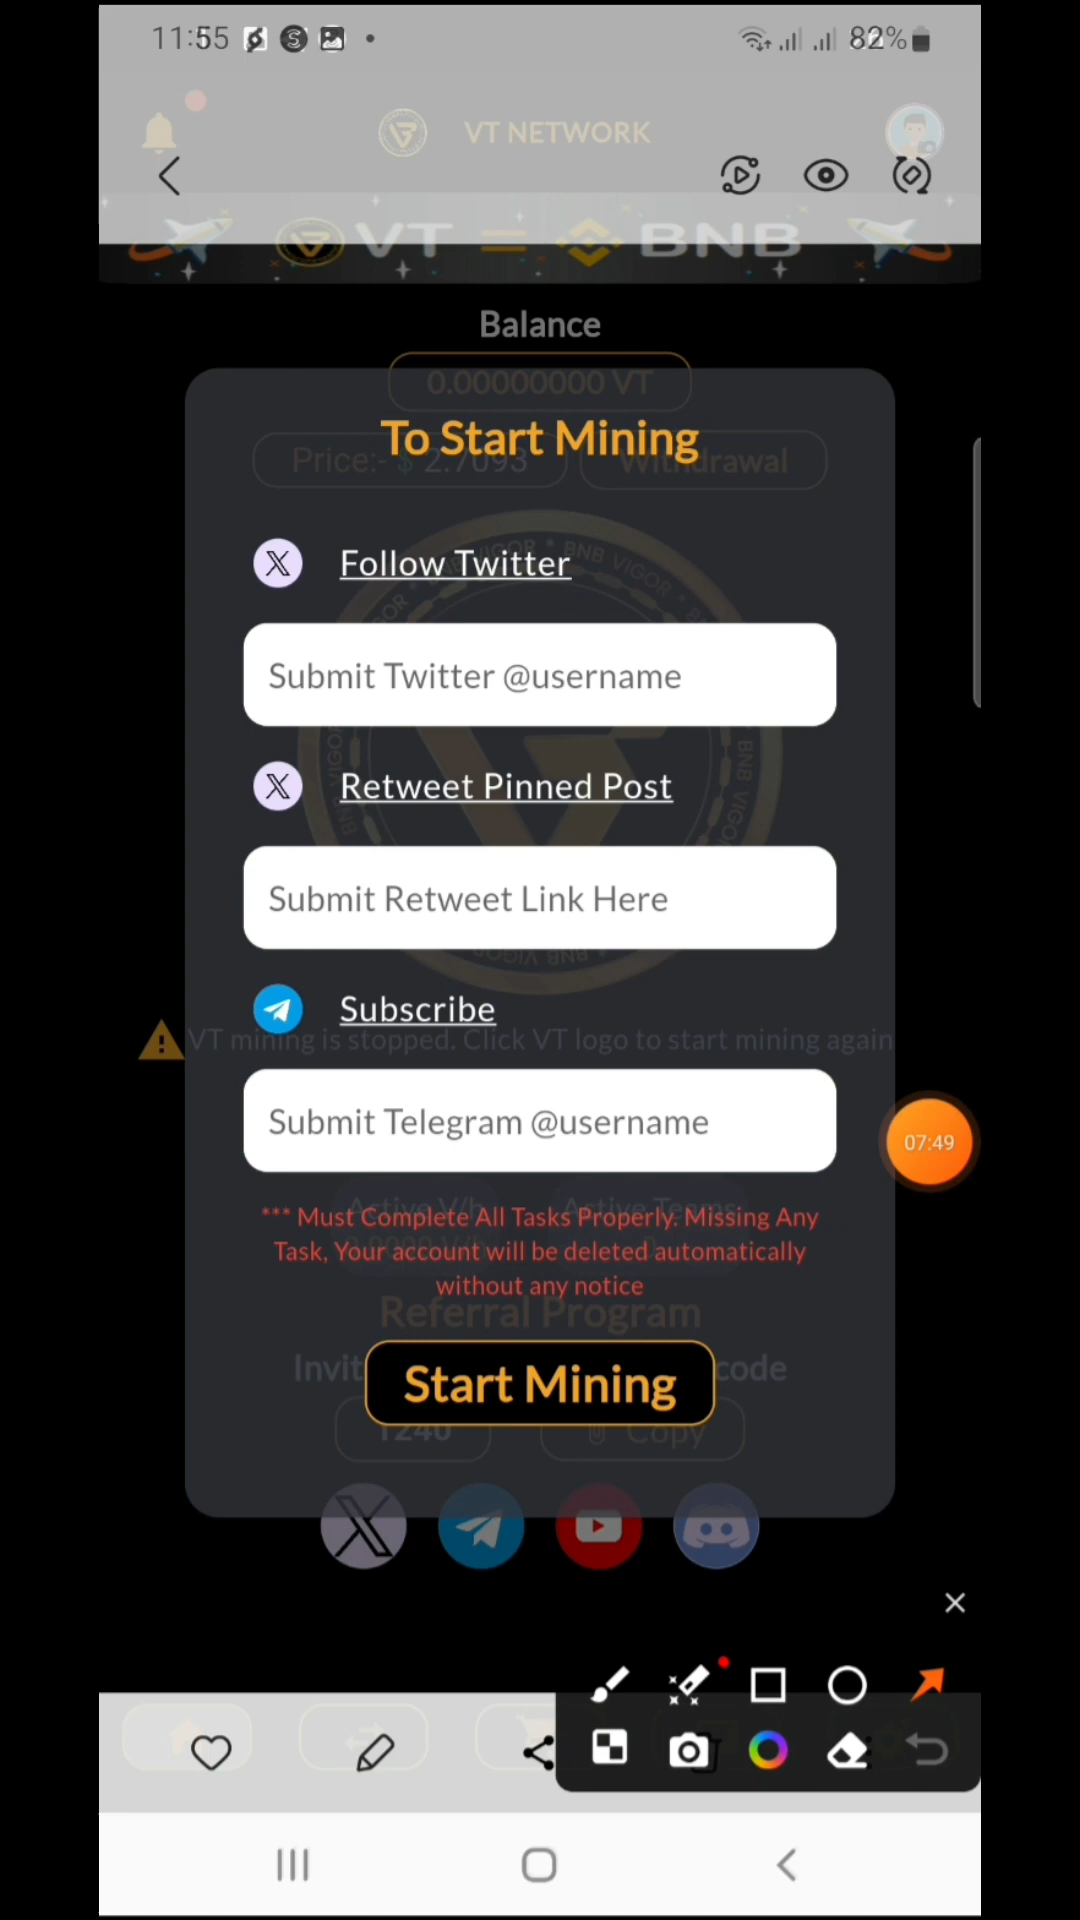 11:55
82%
VT NETWORK
VT = BNB
Balance
0.00000000 VT
To Start Mining
Price:- $ 2.7093
Withdrawal
Follow Twitter
Submit Twitter @username
Retweet Pinned Post
Submit Retweet Link Here
Subscribe
VT mining is stopped. Click VT logo to start mining again
Submit Telegram @username
07:49
*** Must Complete All Tasks Properly. Missing Any
Task, Your account will be deleted automatically
without any notice
Referral Program
Start Mining
code
1240
Copy